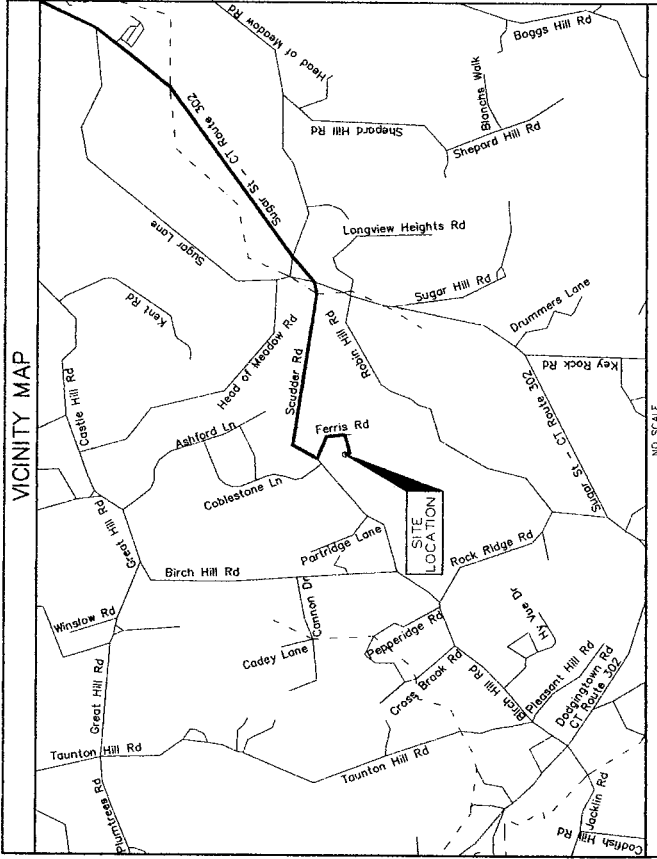 VICINITY MAP
Head of Meadow Rd
Boggs Hill Rd
Head of Meadow Rd
Blanchs Walk
Sugar St - CT Route 302
Shepard Hill Rd
Shepard Hill Rd
Sugar Lane
Longview Heights Rd
Kent Rd
Sugar Hill Rd
Drummers Lane
Castle Hill Rd
Head of Meadow Rd
Scudder Rd
Robin Hill Rd
Key Rock Rd
Ashford Ln
Ferris Rd
Coblestone Ln
Sugar St - CT Route 302
Great Hill Rd
SITE
LOCATION
Partridge Lane
Birch Hill Rd
Rock Ridge Rd
Winslow Rd
Cannon Dr
Cadey Lane
Pepperidge Rd
Hy Vue Dr
Great Hill Rd
Cross Brook Rd
Birch Hill Rd
Pleasant Hill Rd
Dodgingtown Rd
CT Route 302
Taunton Hill Rd
Taunton Hill Rd
Plumtrees Rd
Jacklin Rd
Codfish Hill Rd
NO SCALE